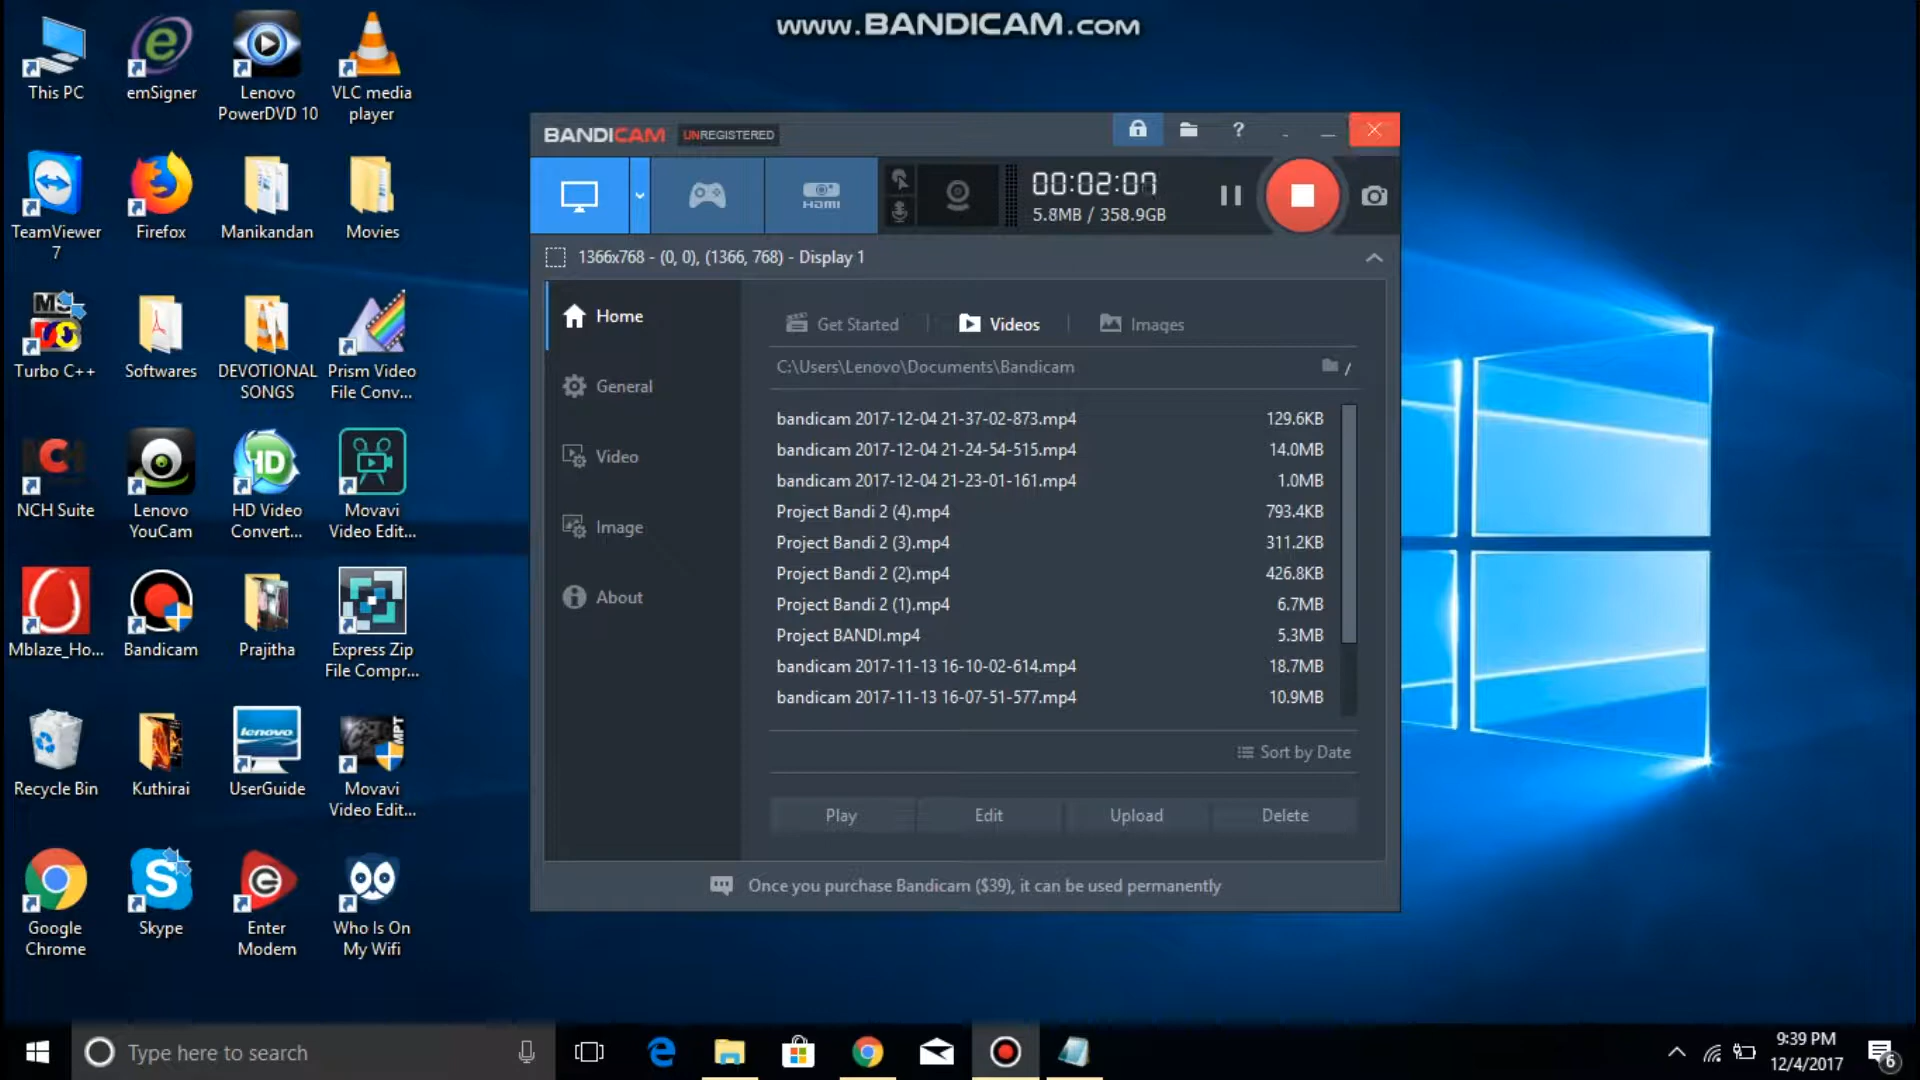 www.BANDICAM.com
This PC
emSigner
Lenovo
PowerDVD 10
VLC media
player
TeamViewer
7
Firefox
Manikandan
Movies
Turbo C++
Softwares
DEVOTIONAL
SONGS
Prism Video
File Conv...
NCH Suite
Lenovo
YouCam
HD Video
Convert...
Movavi
Video Edit...
Mblaze_Ho...
Bandicam
Prajitha
Express Zip
File Compr...
Recycle Bin
Kuthirai
UserGuide
Movavi
Video Edit...
Google
Chrome
Skype
Enter
Modem
Who Is On
My Wifi
BANDICAM UNREGISTERED
?
HDMI
00:02:07
5.8MB / 358.9GB
1366x768 - (0, 0), (1366, 768) - Display 1
Home
General
Video
Image
About
Get Started
Videos
Images
C:\Users\Lenovo\Documents\Bandicam
/
bandicam 2017-12-04 21-37-02-873.mp4 129.6KB
bandicam 2017-12-04 21-24-54-515.mp4 14.0MB
bandicam 2017-12-04 21-23-01-161.mp4 1.0MB
Project Bandi 2 (4).mp4 793.4KB
Project Bandi 2 (3).mp4 311.2KB
Project Bandi 2 (2).mp4 426.8KB
Project Bandi 2 (1).mp4 6.7MB
Project BANDI.mp4 5.3MB
bandicam 2017-11-13 16-10-02-614.mp4 18.7MB
bandicam 2017-11-13 16-07-51-577.mp4 10.9MB
Sort by Date
Play
Edit
Upload
Delete
Once you purchase Bandicam ($39), it can be used permanently
Type here to search
9:39 PM
12/4/2017
6